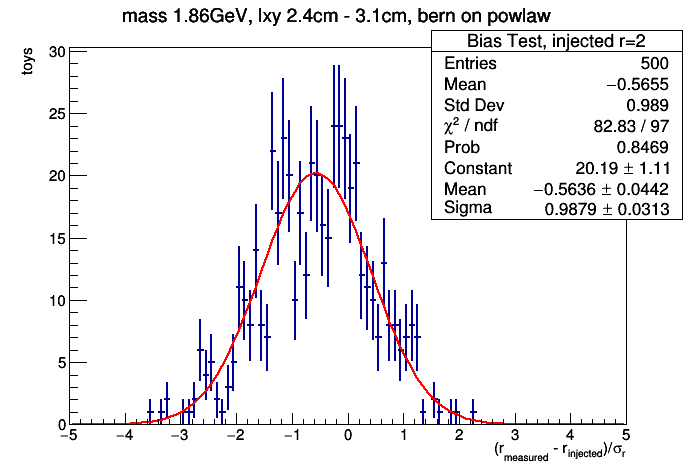 mass 1.86GeV, lxy 2.4cm - 3.1cm, bern on powlaw
Bias Test, injected r=2
Entries 500
Mean −0.5655
Std Dev 0.989
χ² / ndf 82.83 / 97
Prob 0.8469
Constant 20.19 ± 1.11
Mean −0.5636 ± 0.0442
Sigma 0.9879 ± 0.0313
toys
30
25
20
15
10
5
0
−5 −4 −3 −2 −1 0 1 2 3 4 5
(r_measured - r_injected)/σ_r